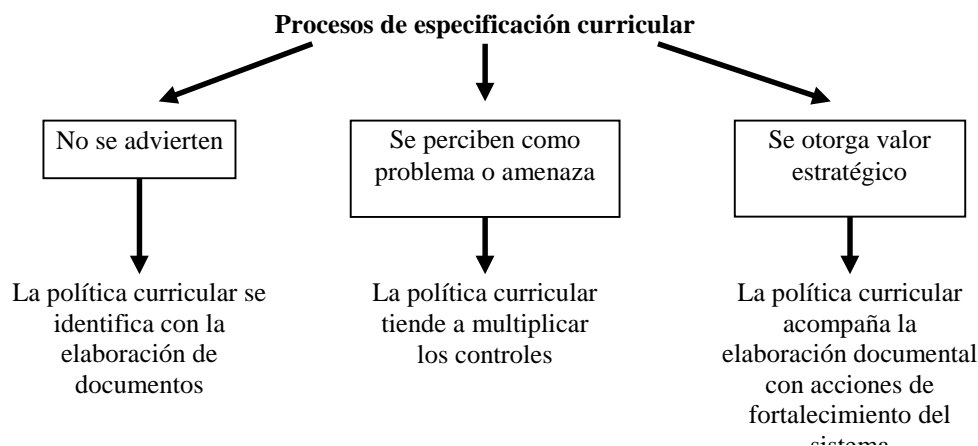 Procesos de especificación curricular
No se advierten
Se perciben como
problema o amenaza
Se otorga valor
estratégico
La política curricular se
identifica con la
elaboración de
documentos
La política curricular
tiende a multiplicar
los controles
La política curricular
acompaña la
elaboración documental
con acciones de
fortalecimiento del
sistema